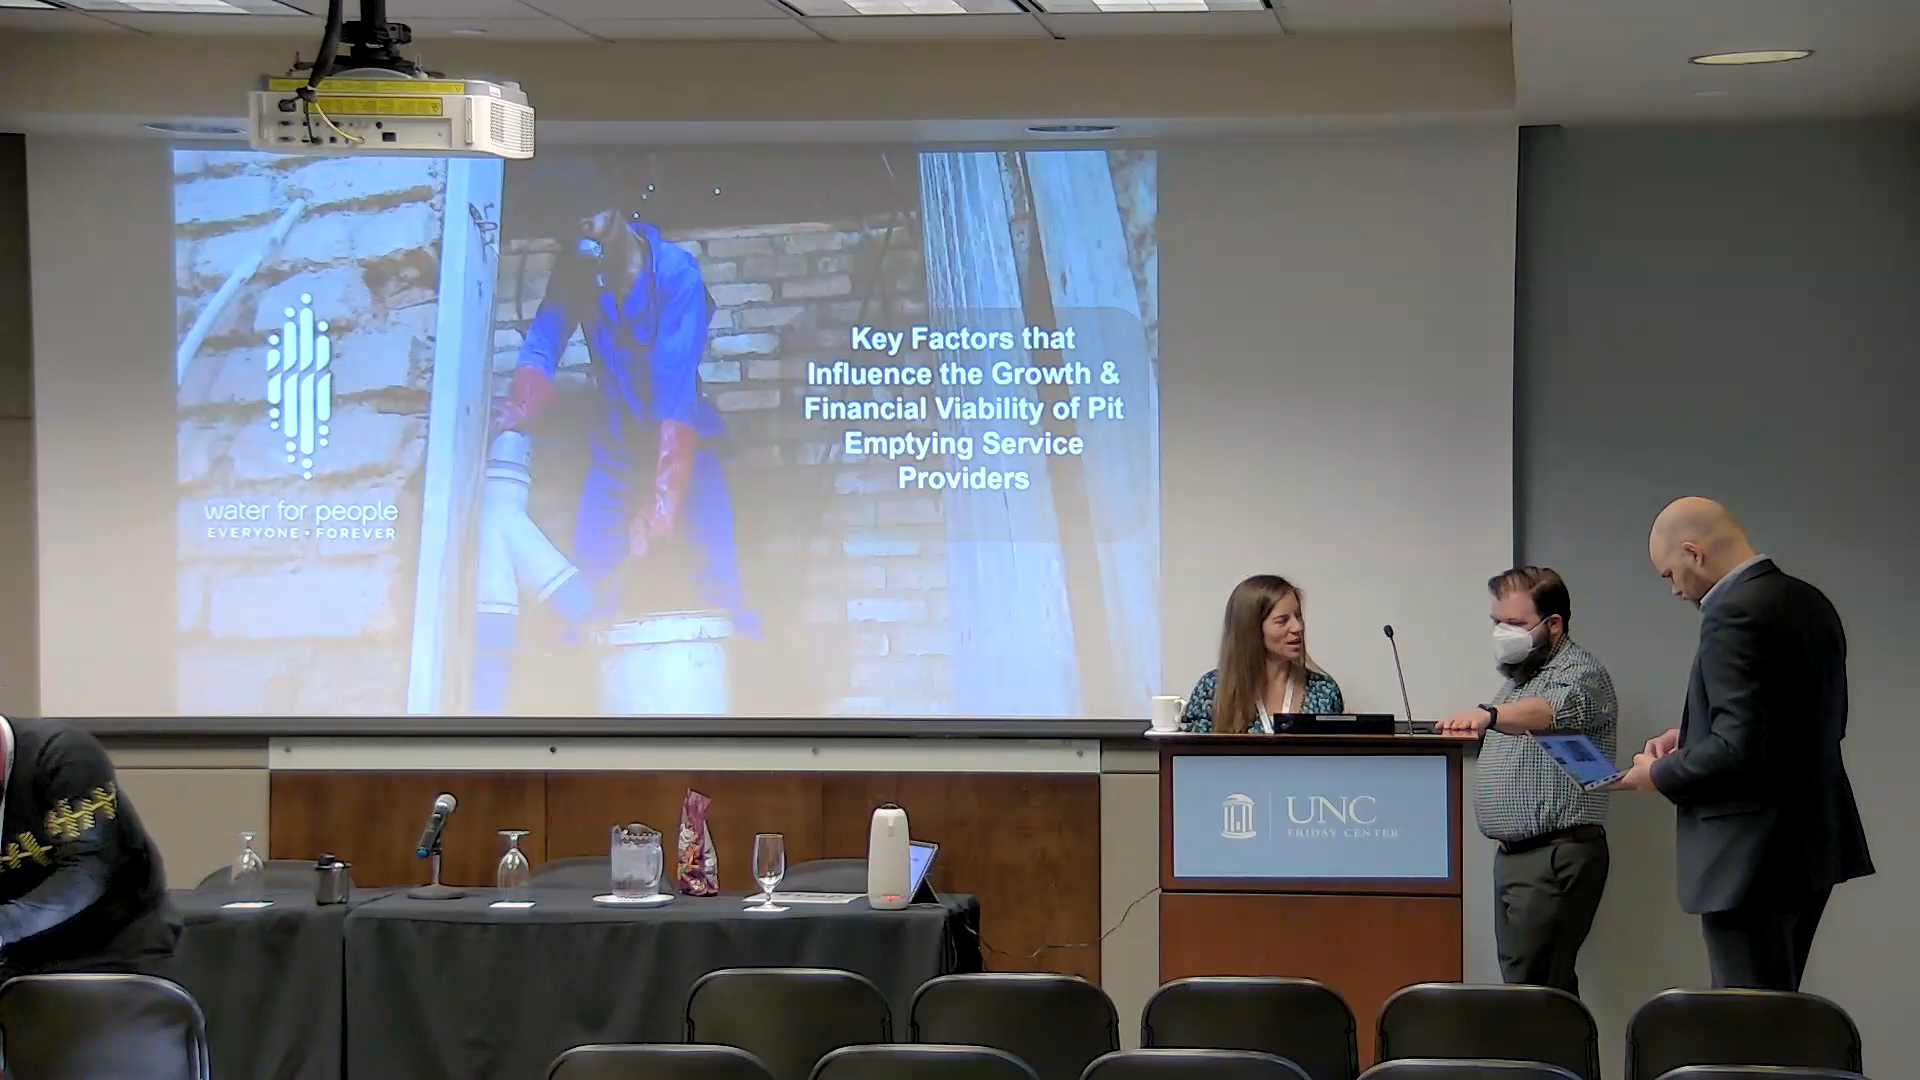 Key Factors that
Influence the Growth &
Financial Viability of Pit
Emptying Service
Providers
water for people
EVERYONE • FOREVER
UNC
FRIDAY CENTER